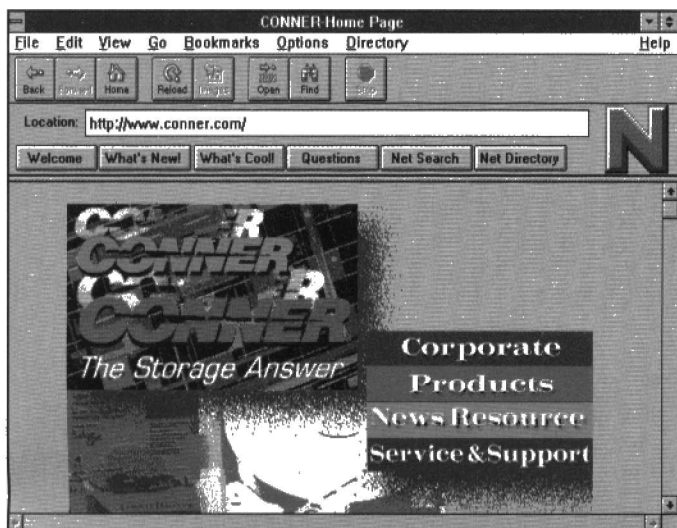 CONNER-Home Page
File Edit View Go Bookmarks Options Directory Help
Back Forward Home Reload Images Open Find Stop
Location: http://www.conner.com/
Welcome What's New! What's Cool! Questions Net Search Net Directory
N
CONNER
CONNER
CONNER
The Storage Answer
Corporate
Products
News Resource
Service & Support